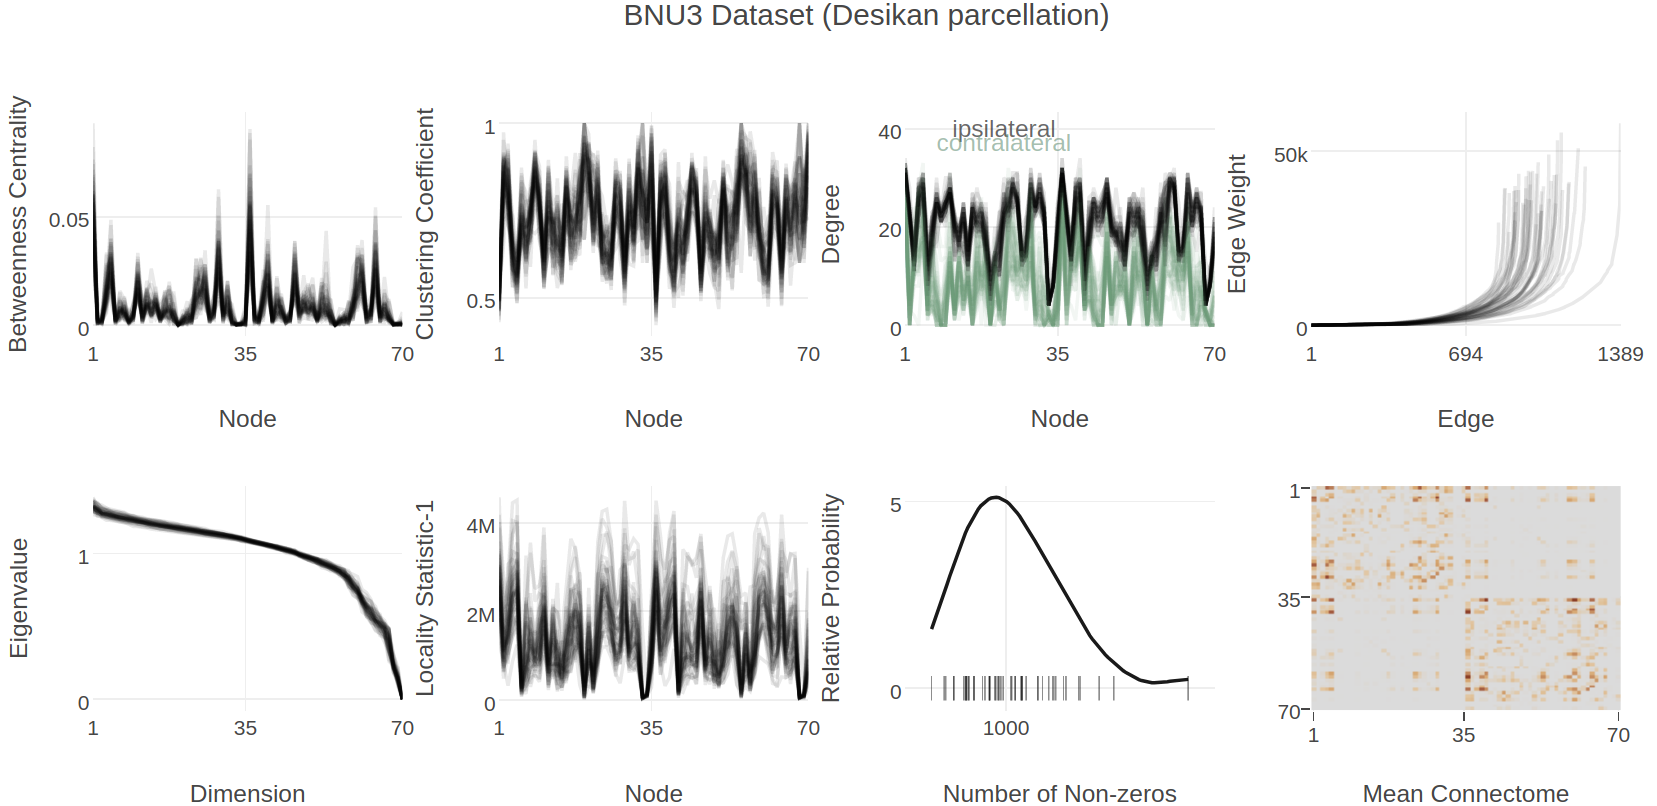 BNU3 Dataset (Desikan parcellation)
Betweenness Centrality
0.05
0
1
35
70
Node
Clustering Coefficient
1
0.5
1
35
70
Node
Degree
ipsilateral
contralateral
40
20
0
1
35
70
Node
Edge Weight
50k
0
1
694
1389
Edge
Eigenvalue
1
0
1
35
70
Dimension
Locality Statistic-1
4M
2M
0
1
35
70
Node
Relative Probability
5
0
1000
Number of Non-zeros
1
35
70
1
35
70
Mean Connectome